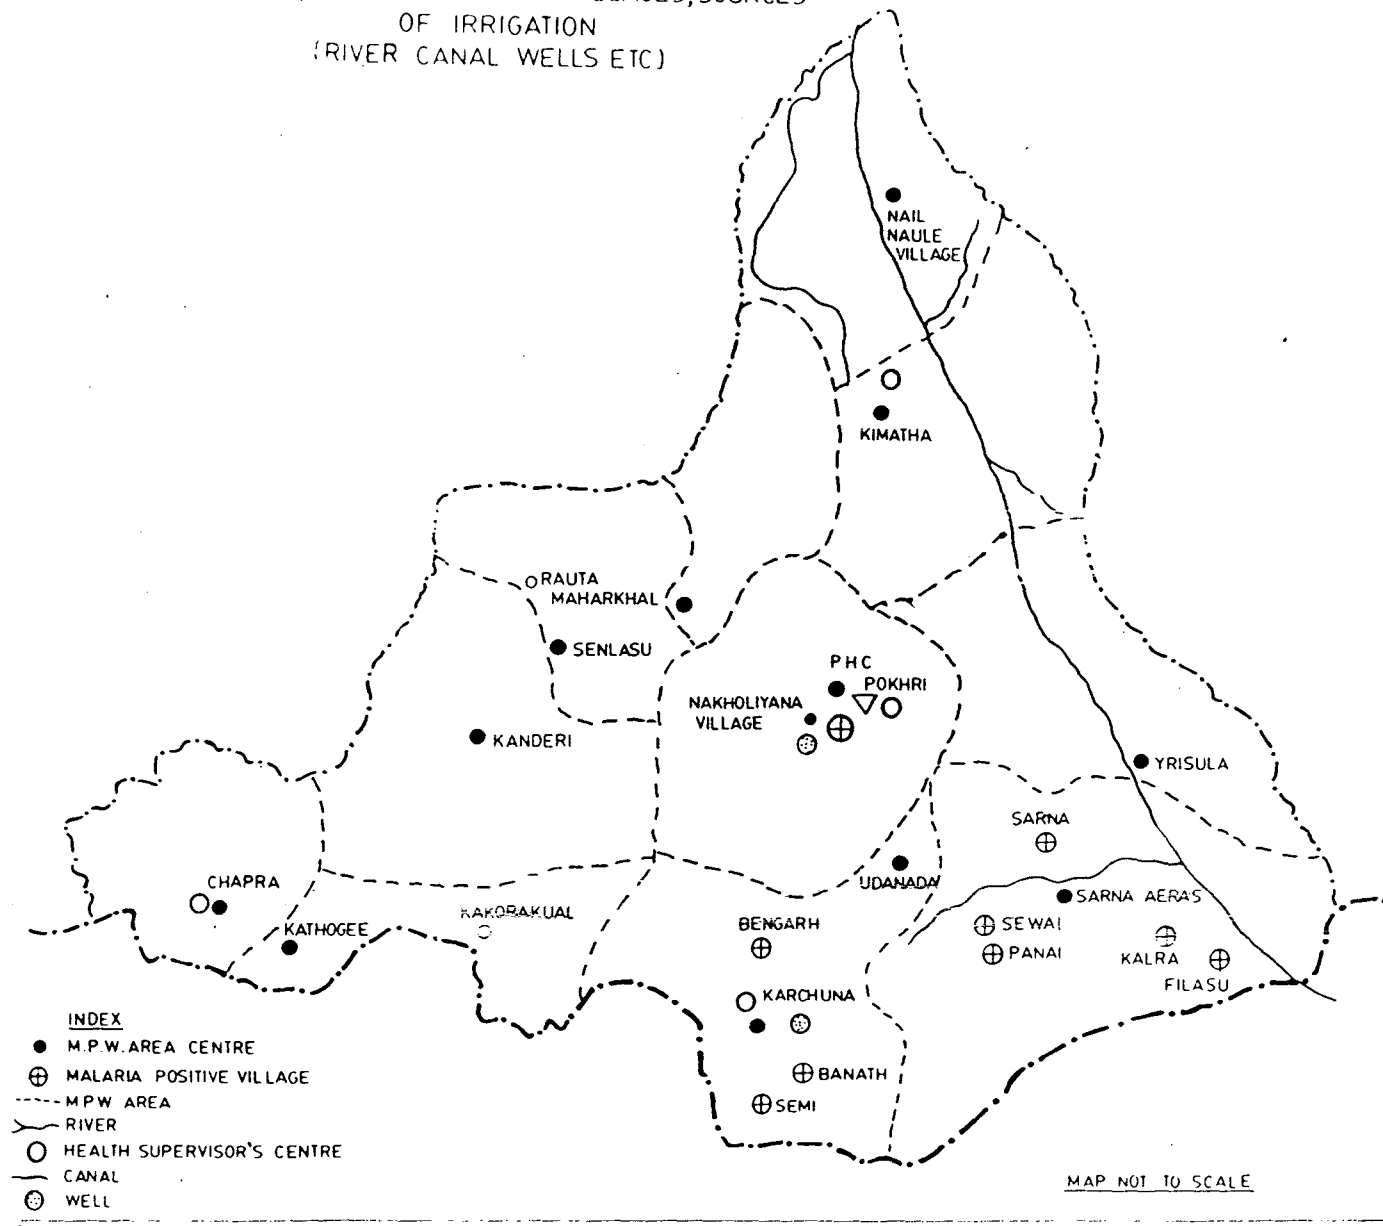 OF IRRIGATION
(RIVER CANAL WELLS ETC)
NAIL
NAULE
VILLAGE
KIMATHA
RAUTA
MAHARKHAL
SENLASU
PHC
POKHRI
NAKHOLIYANA
VILLAGE
KANDERI
YRISULA
SARNA
CHAPRA
UDANADA
SARNA AERAS
KAKORAKUAL
KATHOGEE
BENGARH
SEWAI
PANAI
KALRA
FILASU
KARCHUNA
BANATH
SEMI
INDEX
M.P.W. AREA CENTRE
MALARIA POSITIVE VILLAGE
MPW AREA
RIVER
HEALTH SUPERVISOR'S CENTRE
CANAL
WELL
MAP NOT TO SCALE